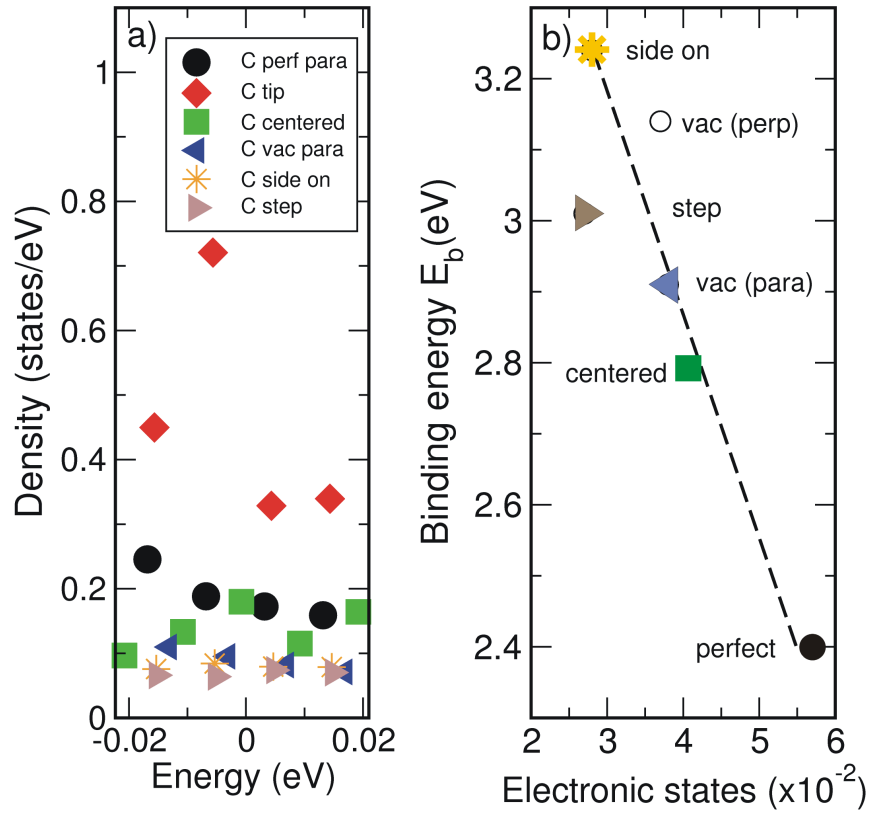 a)
C perf para
C tip
C centered
C vac para
C side on
C step
1
0.8
0.6
0.4
0.2
0
-0.02
0
0.02
Density (states/eV)
Energy (eV)
b)
side on
vac (perp)
step
vac (para)
centered
perfect
3.2
3
2.8
2.6
2.4
2
3
4
5
6
Binding energy E_b(eV)
Electronic states (x10^-2)